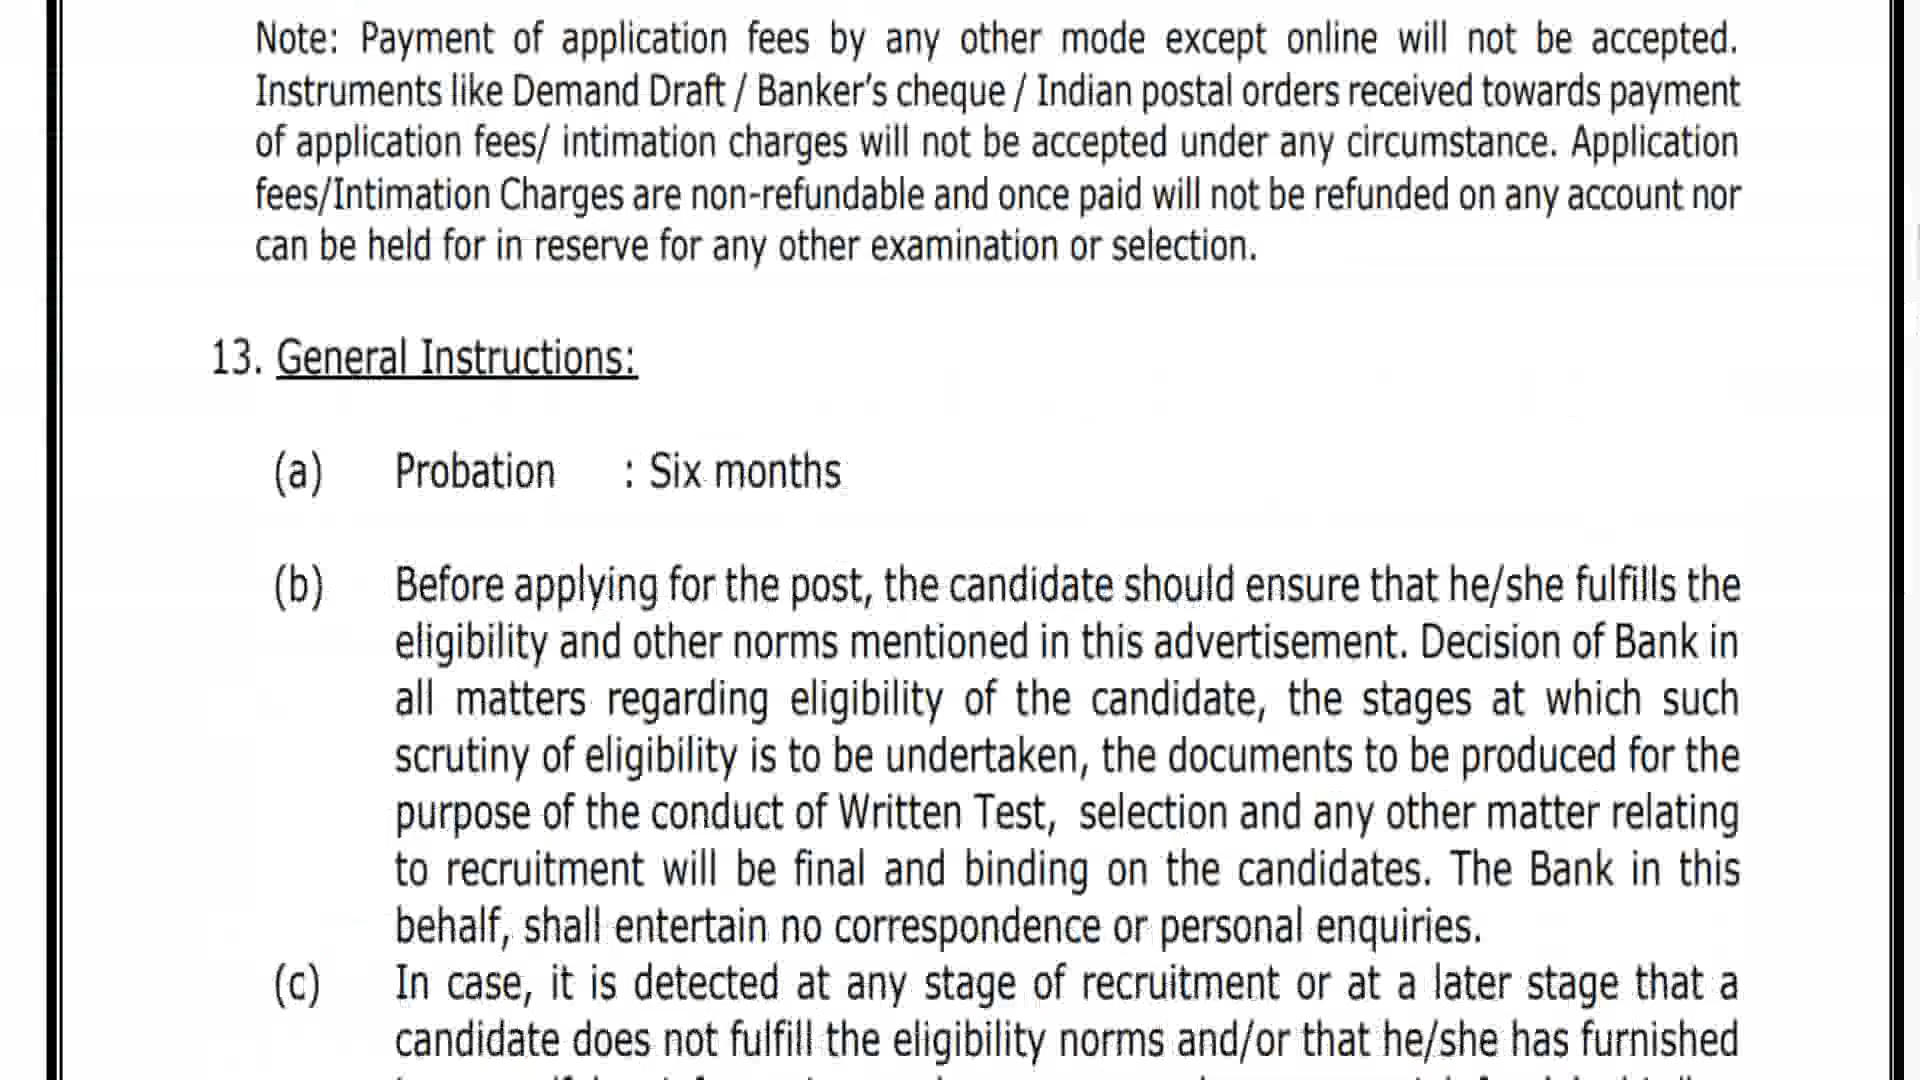 Note: Payment of application fees by any other mode except online will not be accepted.
Instruments like Demand Draft / Banker’s cheque / Indian postal orders received towards payment
of application fees/ intimation charges will not be accepted under any circumstance. Application
fees/Intimation Charges are non-refundable and once paid will not be refunded on any account nor
can be held for in reserve for any other examination or selection.
13. General Instructions:
(a) Probation : Six months
(b) Before applying for the post, the candidate should ensure that he/she fulfills the
eligibility and other norms mentioned in this advertisement. Decision of Bank in
all matters regarding eligibility of the candidate, the stages at which such
scrutiny of eligibility is to be undertaken, the documents to be produced for the
purpose of the conduct of Written Test, selection and any other matter relating
to recruitment will be final and binding on the candidates. The Bank in this
behalf, shall entertain no correspondence or personal enquiries.
(c) In case, it is detected at any stage of recruitment or at a later stage that a
candidate does not fulfill the eligibility norms and/or that he/she has furnished